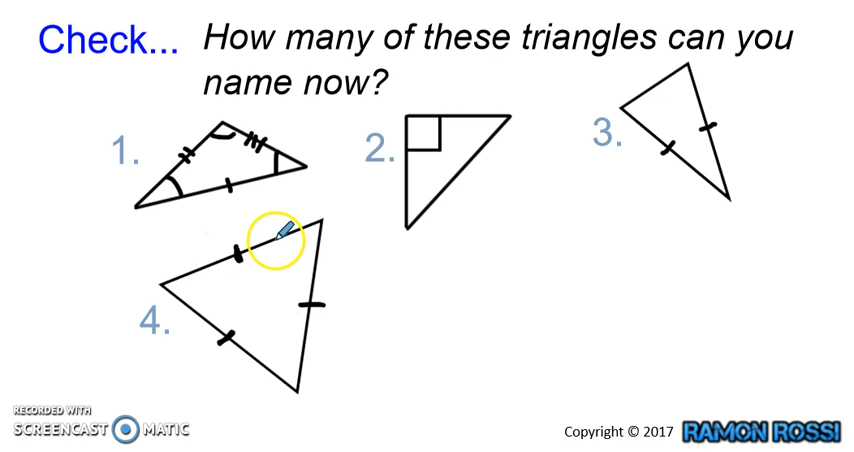 Check... How many of these triangles can you
name now?
1.
2.
3.
4.
RECORDED WITH
SCREENCAST MATIC
Copyright © 2017 RAMON ROSSI